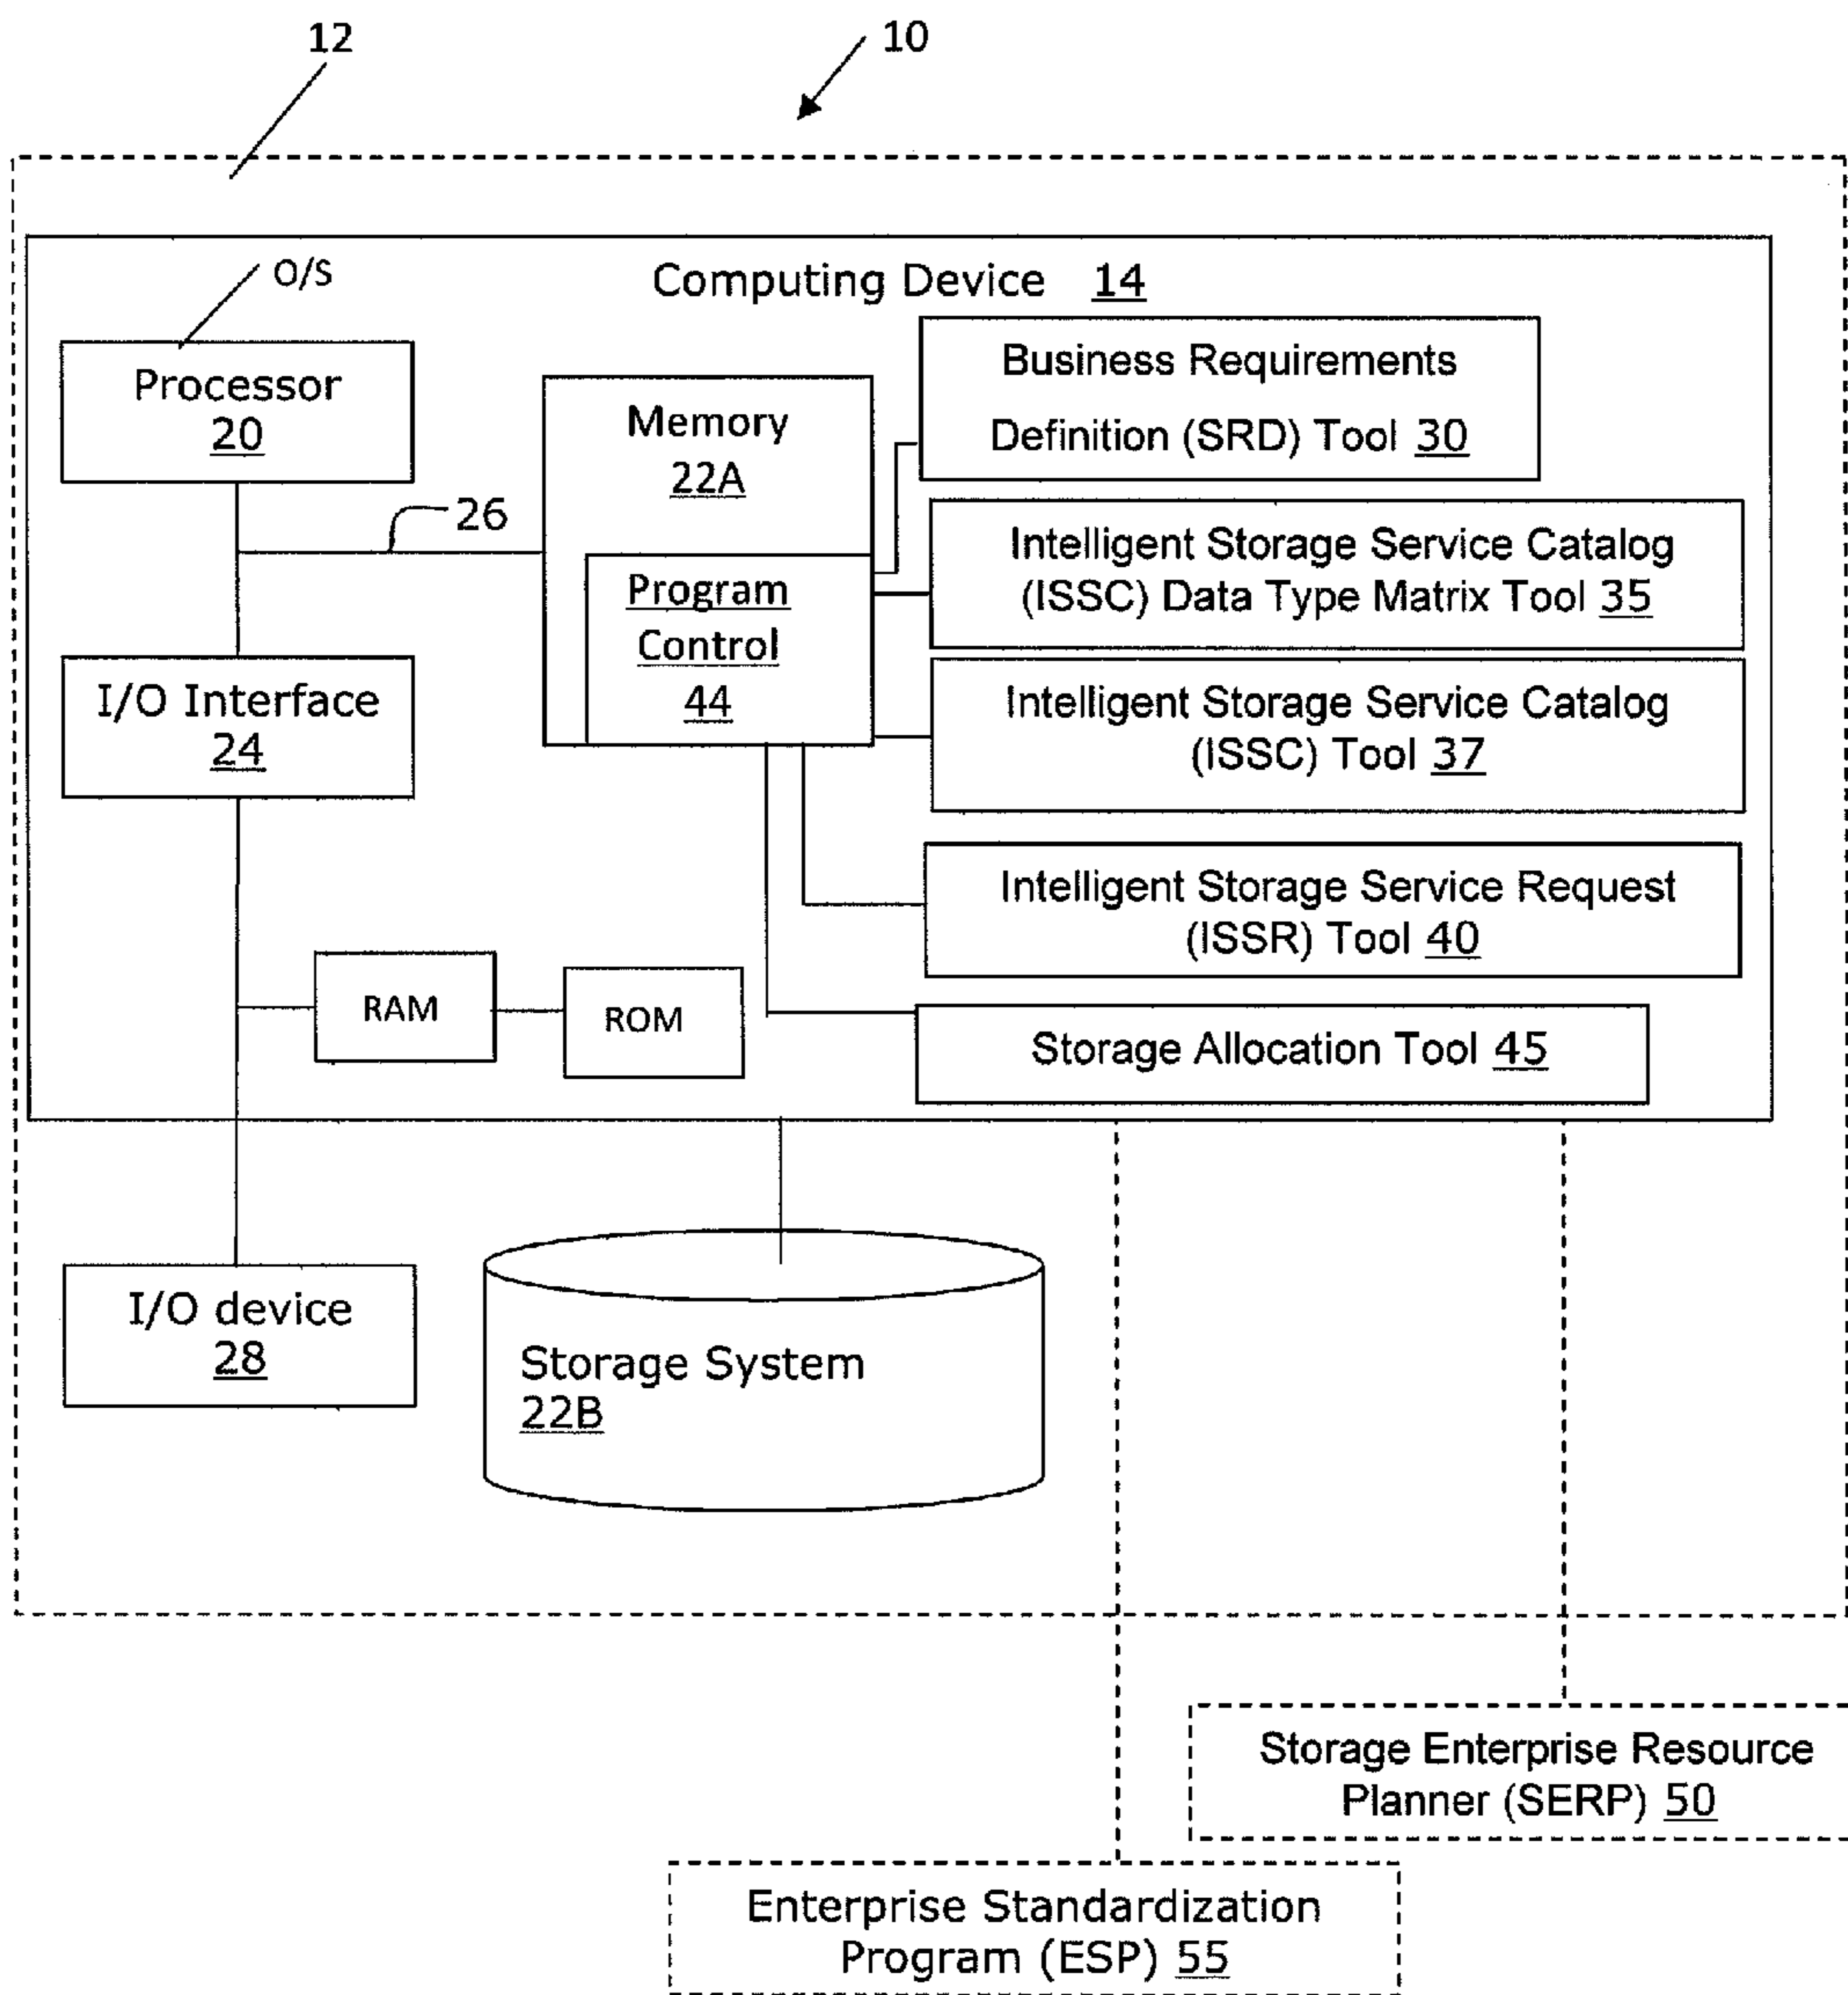 12
10
O/S
Computing Device 14
Processor
20
Memory
22A
Business Requirements
Definition (SRD) Tool 30
26
Intelligent Storage Service Catalog
(ISSC) Data Type Matrix Tool 35
Program
Control
44
I/O Interface
24
Intelligent Storage Service Catalog
(ISSC) Tool 37
Intelligent Storage Service Request
(ISSR) Tool 40
RAM
ROM
Storage Allocation Tool 45
I/O device
28
Storage System
22B
Storage Enterprise Resource
Planner (SERP) 50
Enterprise Standardization
Program (ESP) 55